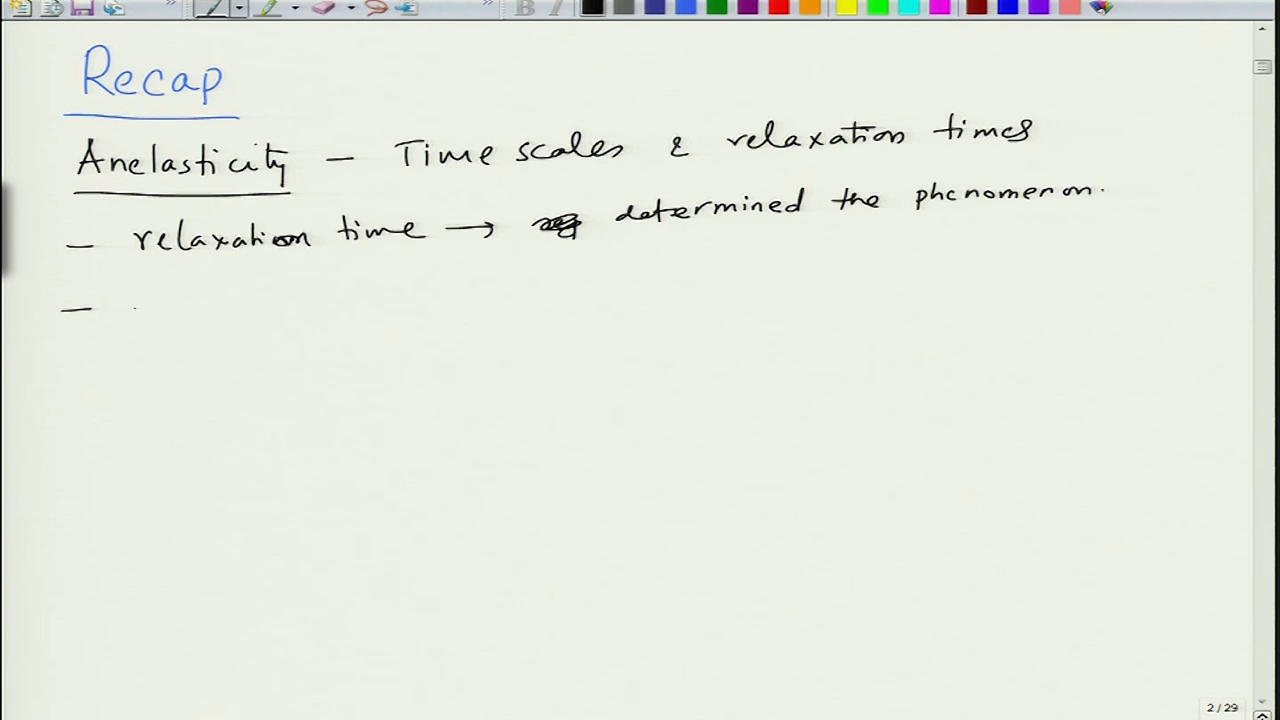 Recap
Anelasticity — Time scales & relaxation times
— relaxation time → determined the phenomenon.
—
2 / 29